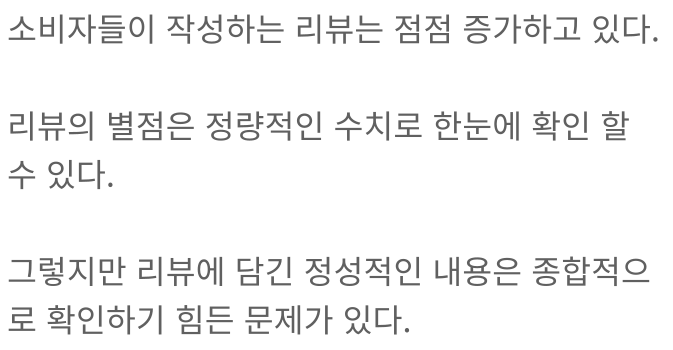 소비자들이 작성하는 리뷰는 점점 증가하고 있다.
리뷰의 별점은 정량적인 수치로 한눈에 확인 할
수 있다.
그렇지만 리뷰에 담긴 정성적인 내용은 종합적으
로 확인하기 힘든 문제가 있다.